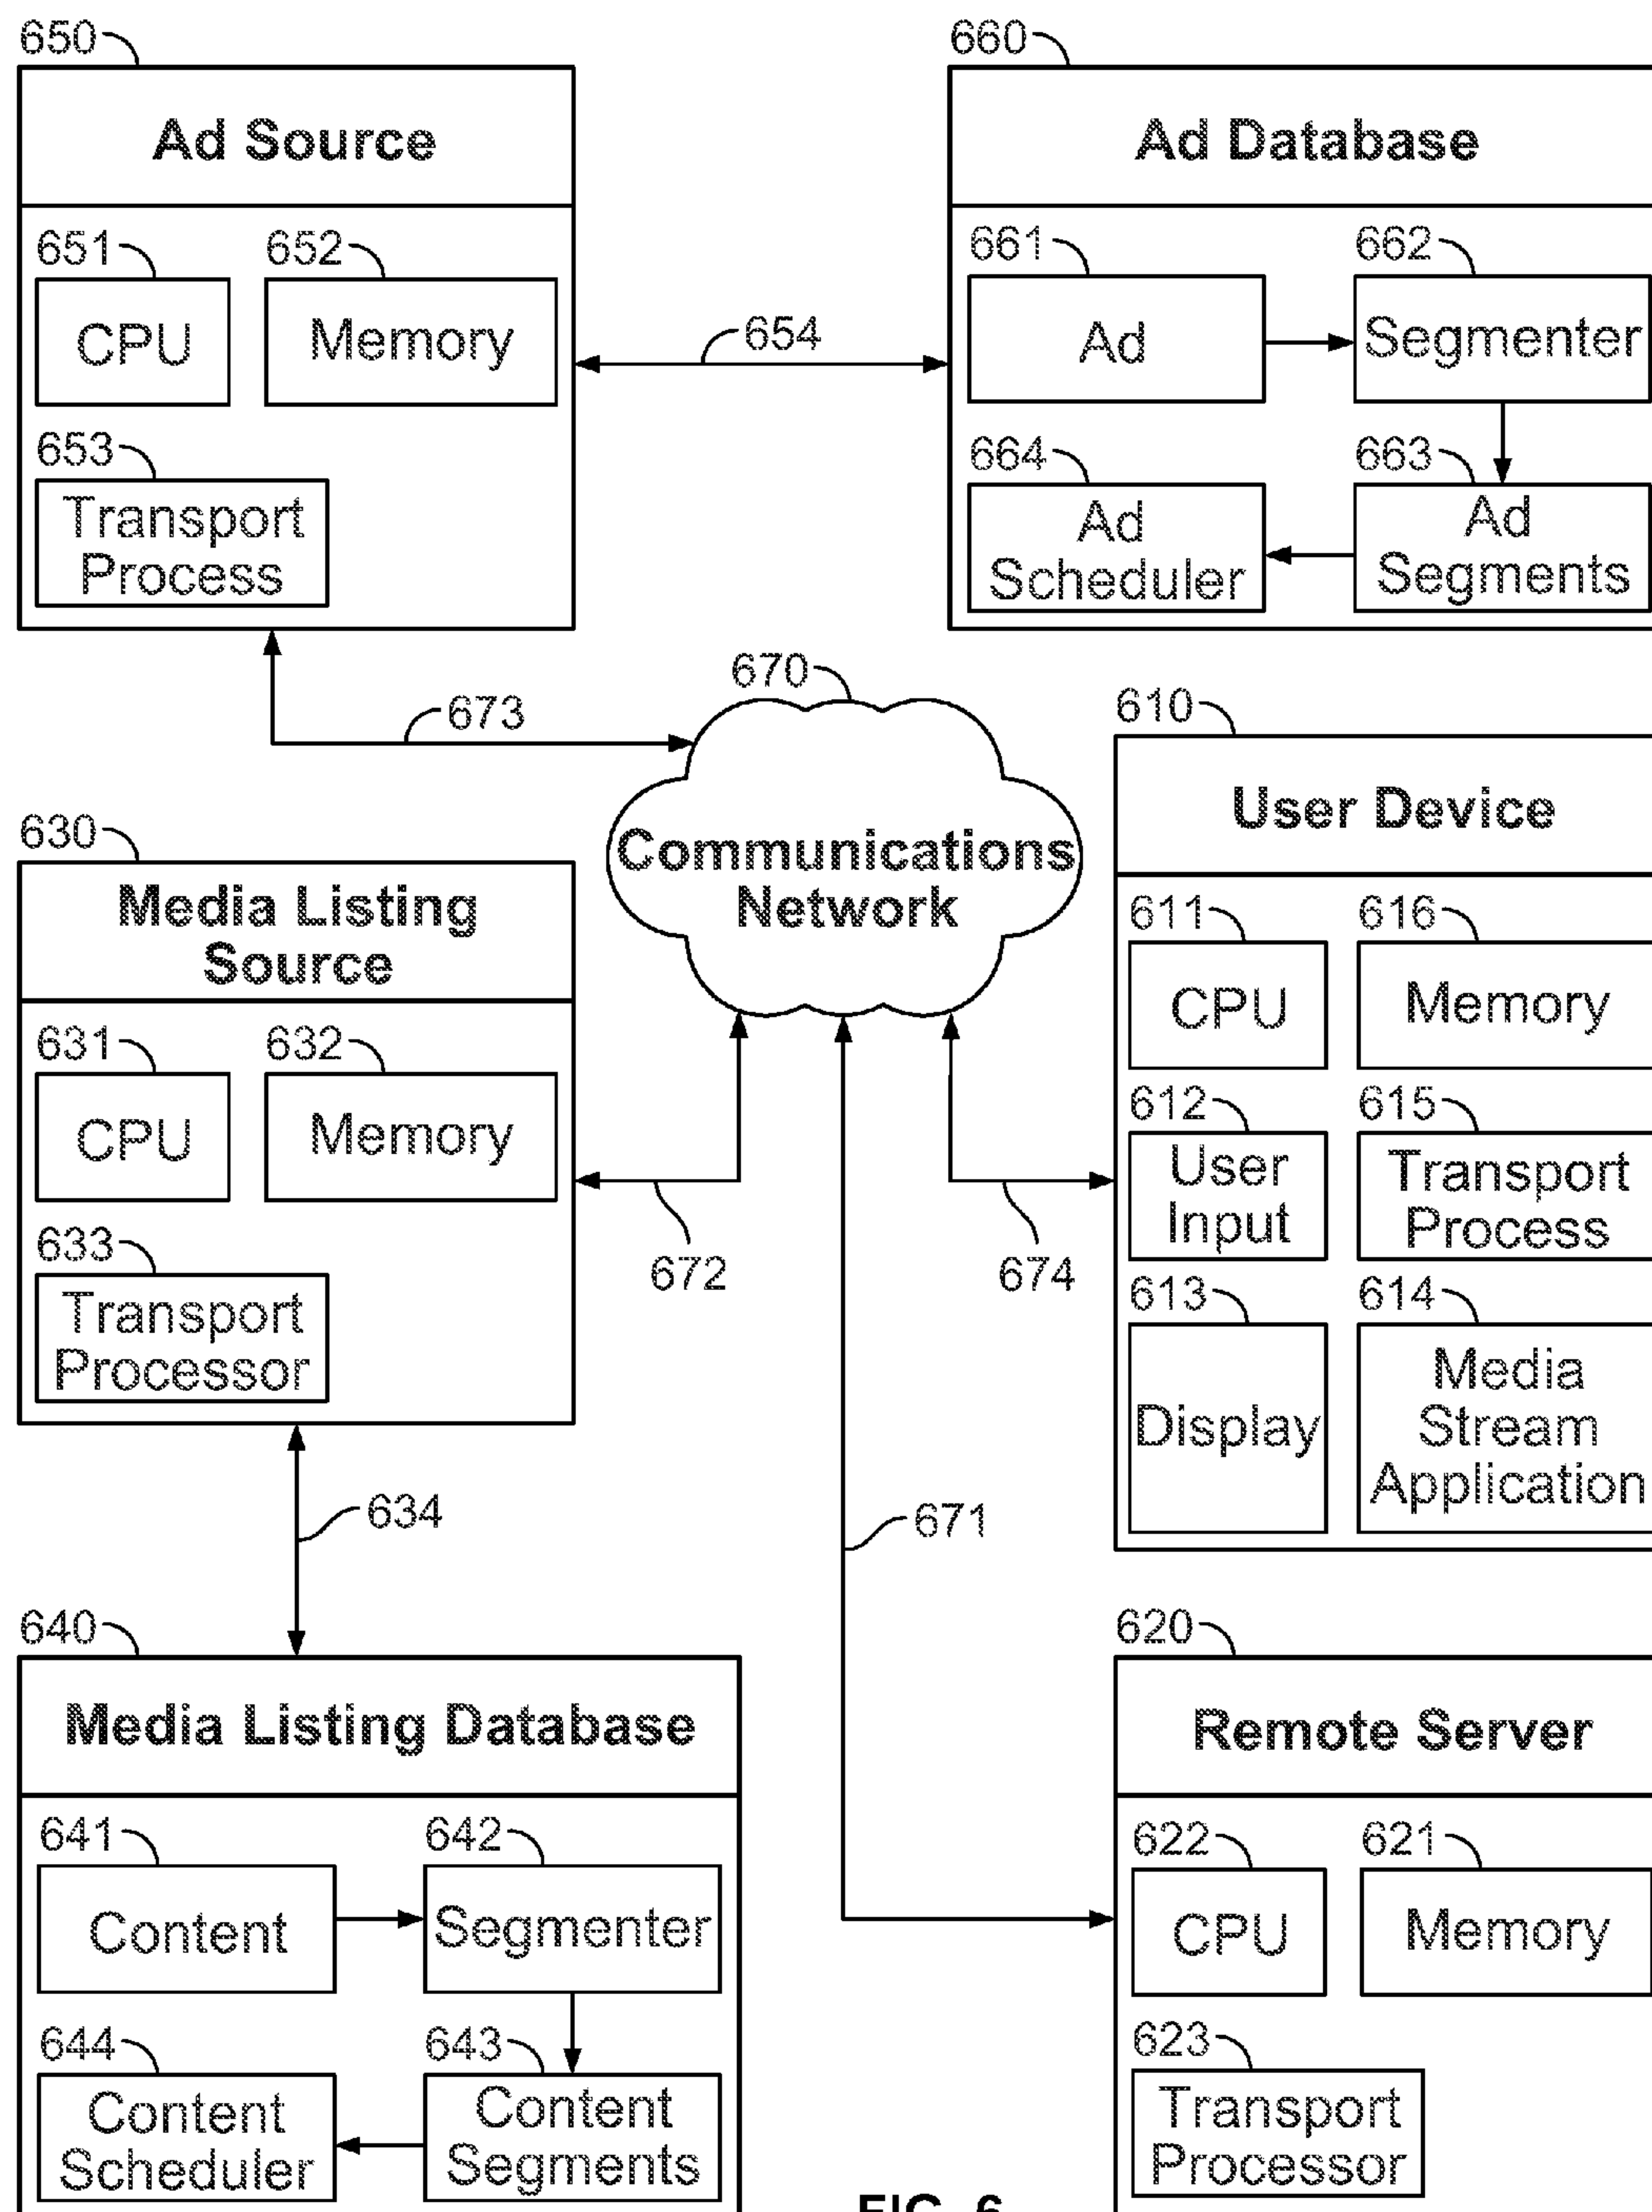 650
Ad Source
651
CPU
652
Memory
653
Transport
Process
654
660
Ad Database
661
Ad
662
Segmenter
664
Ad
Scheduler
663
Ad
Segments
673
670
Communications
Network
610
User Device
611
CPU
616
Memory
612
User
Input
615
Transport
Process
613
Display
614
Media
Stream
Application
630
Media Listing
Source
631
CPU
632
Memory
633
Transport
Processor
672
674
634
671
640
Media Listing Database
641
Content
642
Segmenter
644
Content
Scheduler
643
Content
Segments
620
Remote Server
622
CPU
621
Memory
623
Transport
Processor
FIG. 6